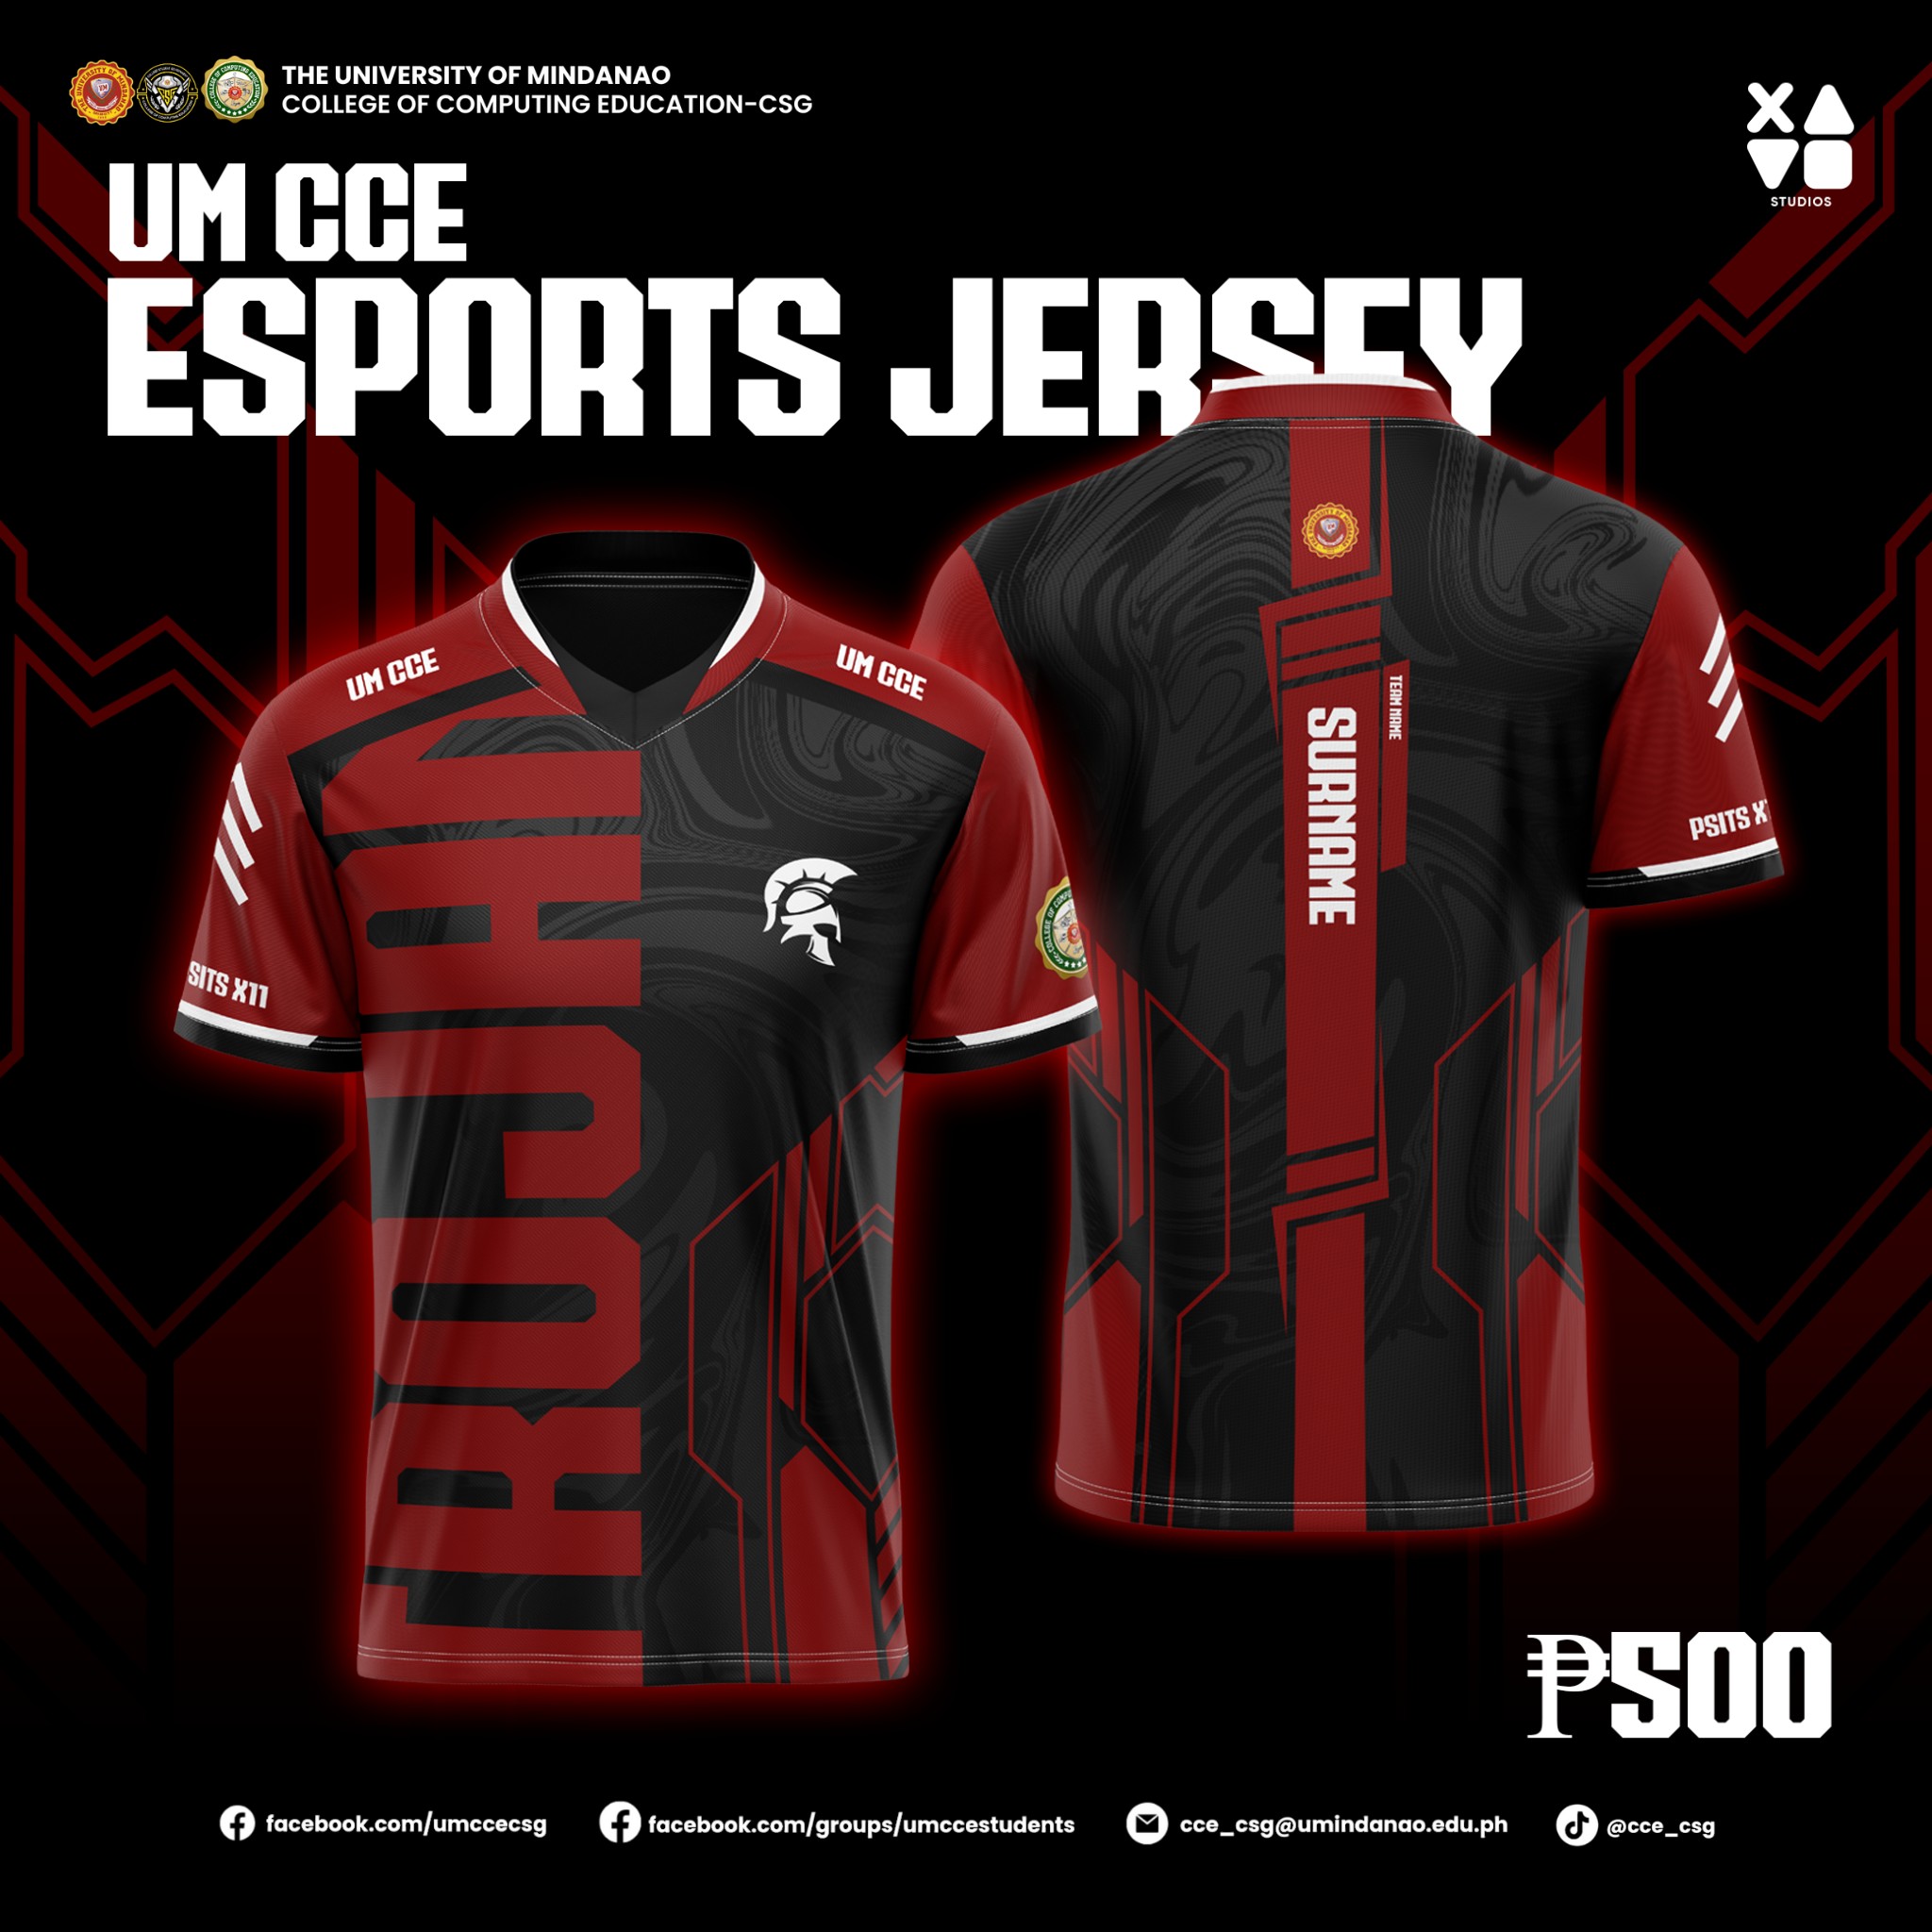 THE UNIVERSITY OF MINDANAO
COLLEGE OF COMPUTING EDUCATION-CSG
STUDIOS
UM CCE
ESPORTS JERSEY
UM CCE
UM CCE
SITS X11
TROJAN
TEAM NAME
SURNAME
PSITS X
₱500
facebook.com/umccecsg
facebook.com/groups/umccestudents
cce_csg@umindanao.edu.ph
@cce_csg